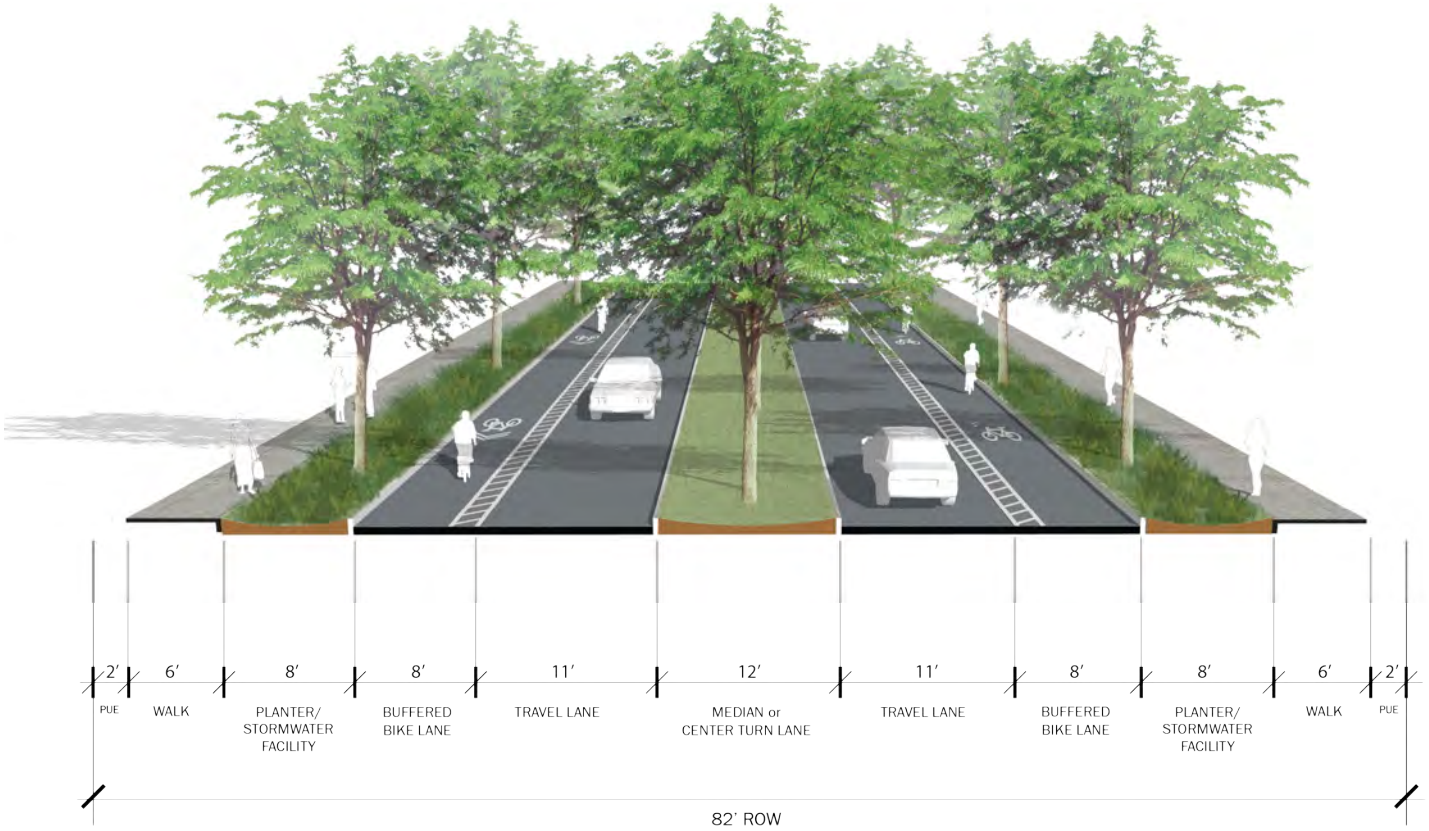 2’ 6’ 8’ 8’ 11’ 12’ 11’ 8’ 8’ 6’ 2’
PUE
WALK
PLANTER/
STORMWATER
FACILITY
BUFFERED
BIKE LANE
TRAVEL LANE
MEDIAN or
CENTER TURN LANE
TRAVEL LANE
BUFFERED
BIKE LANE
PLANTER/
STORMWATER
FACILITY
WALK
PUE
82’ ROW